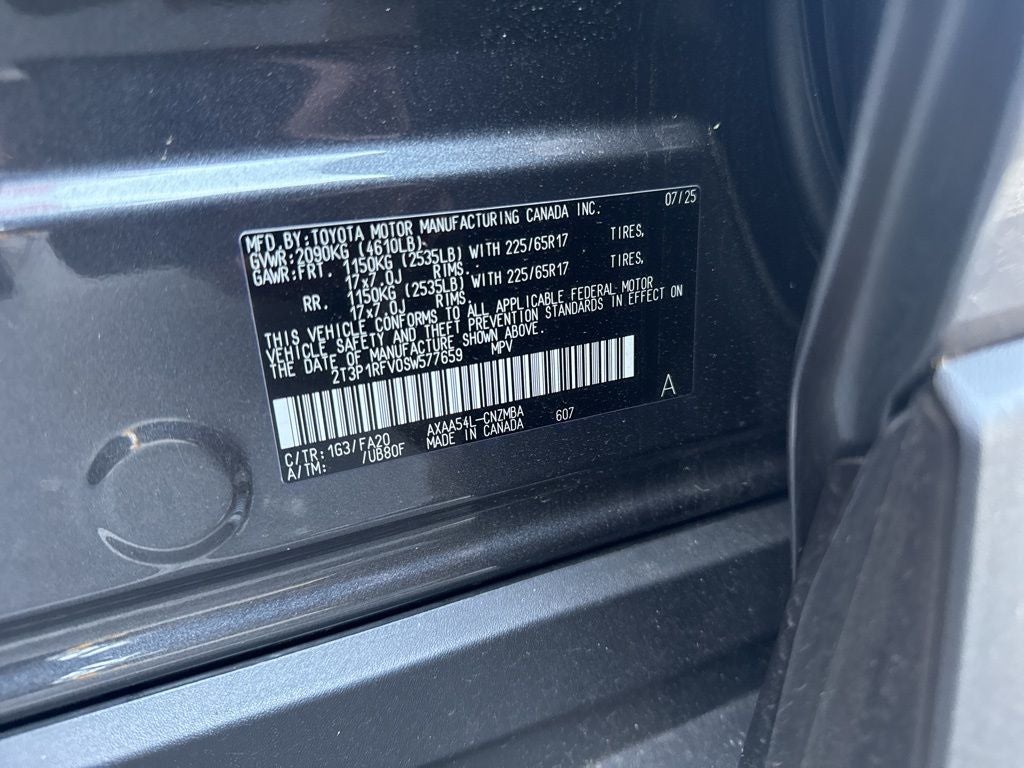 MFD.BY:TOYOTA MOTOR MANUFACTURING CANADA INC. 07/25
GVWR:2090KG (4610LB)
GAWR:FRT. 1150KG (2535LB) WITH 225/65R17 TIRES,
17x7.0J RIMS.
RR. 1150KG (2535LB) WITH 225/65R17 TIRES,
17x7.0J RIMS.
THIS VEHICLE CONFORMS TO ALL APPLICABLE FEDERAL MOTOR
VEHICLE SAFETY AND THEFT PREVENTION STANDARDS IN EFFECT ON
THE DATE OF MANUFACTURE SHOWN ABOVE.
2T3P1RFV0SW577659 MPV
A
C/TR:1G3/FA20 AXAA54L-CNZMBA 607
A/TM: /UB80F MADE IN CANADA